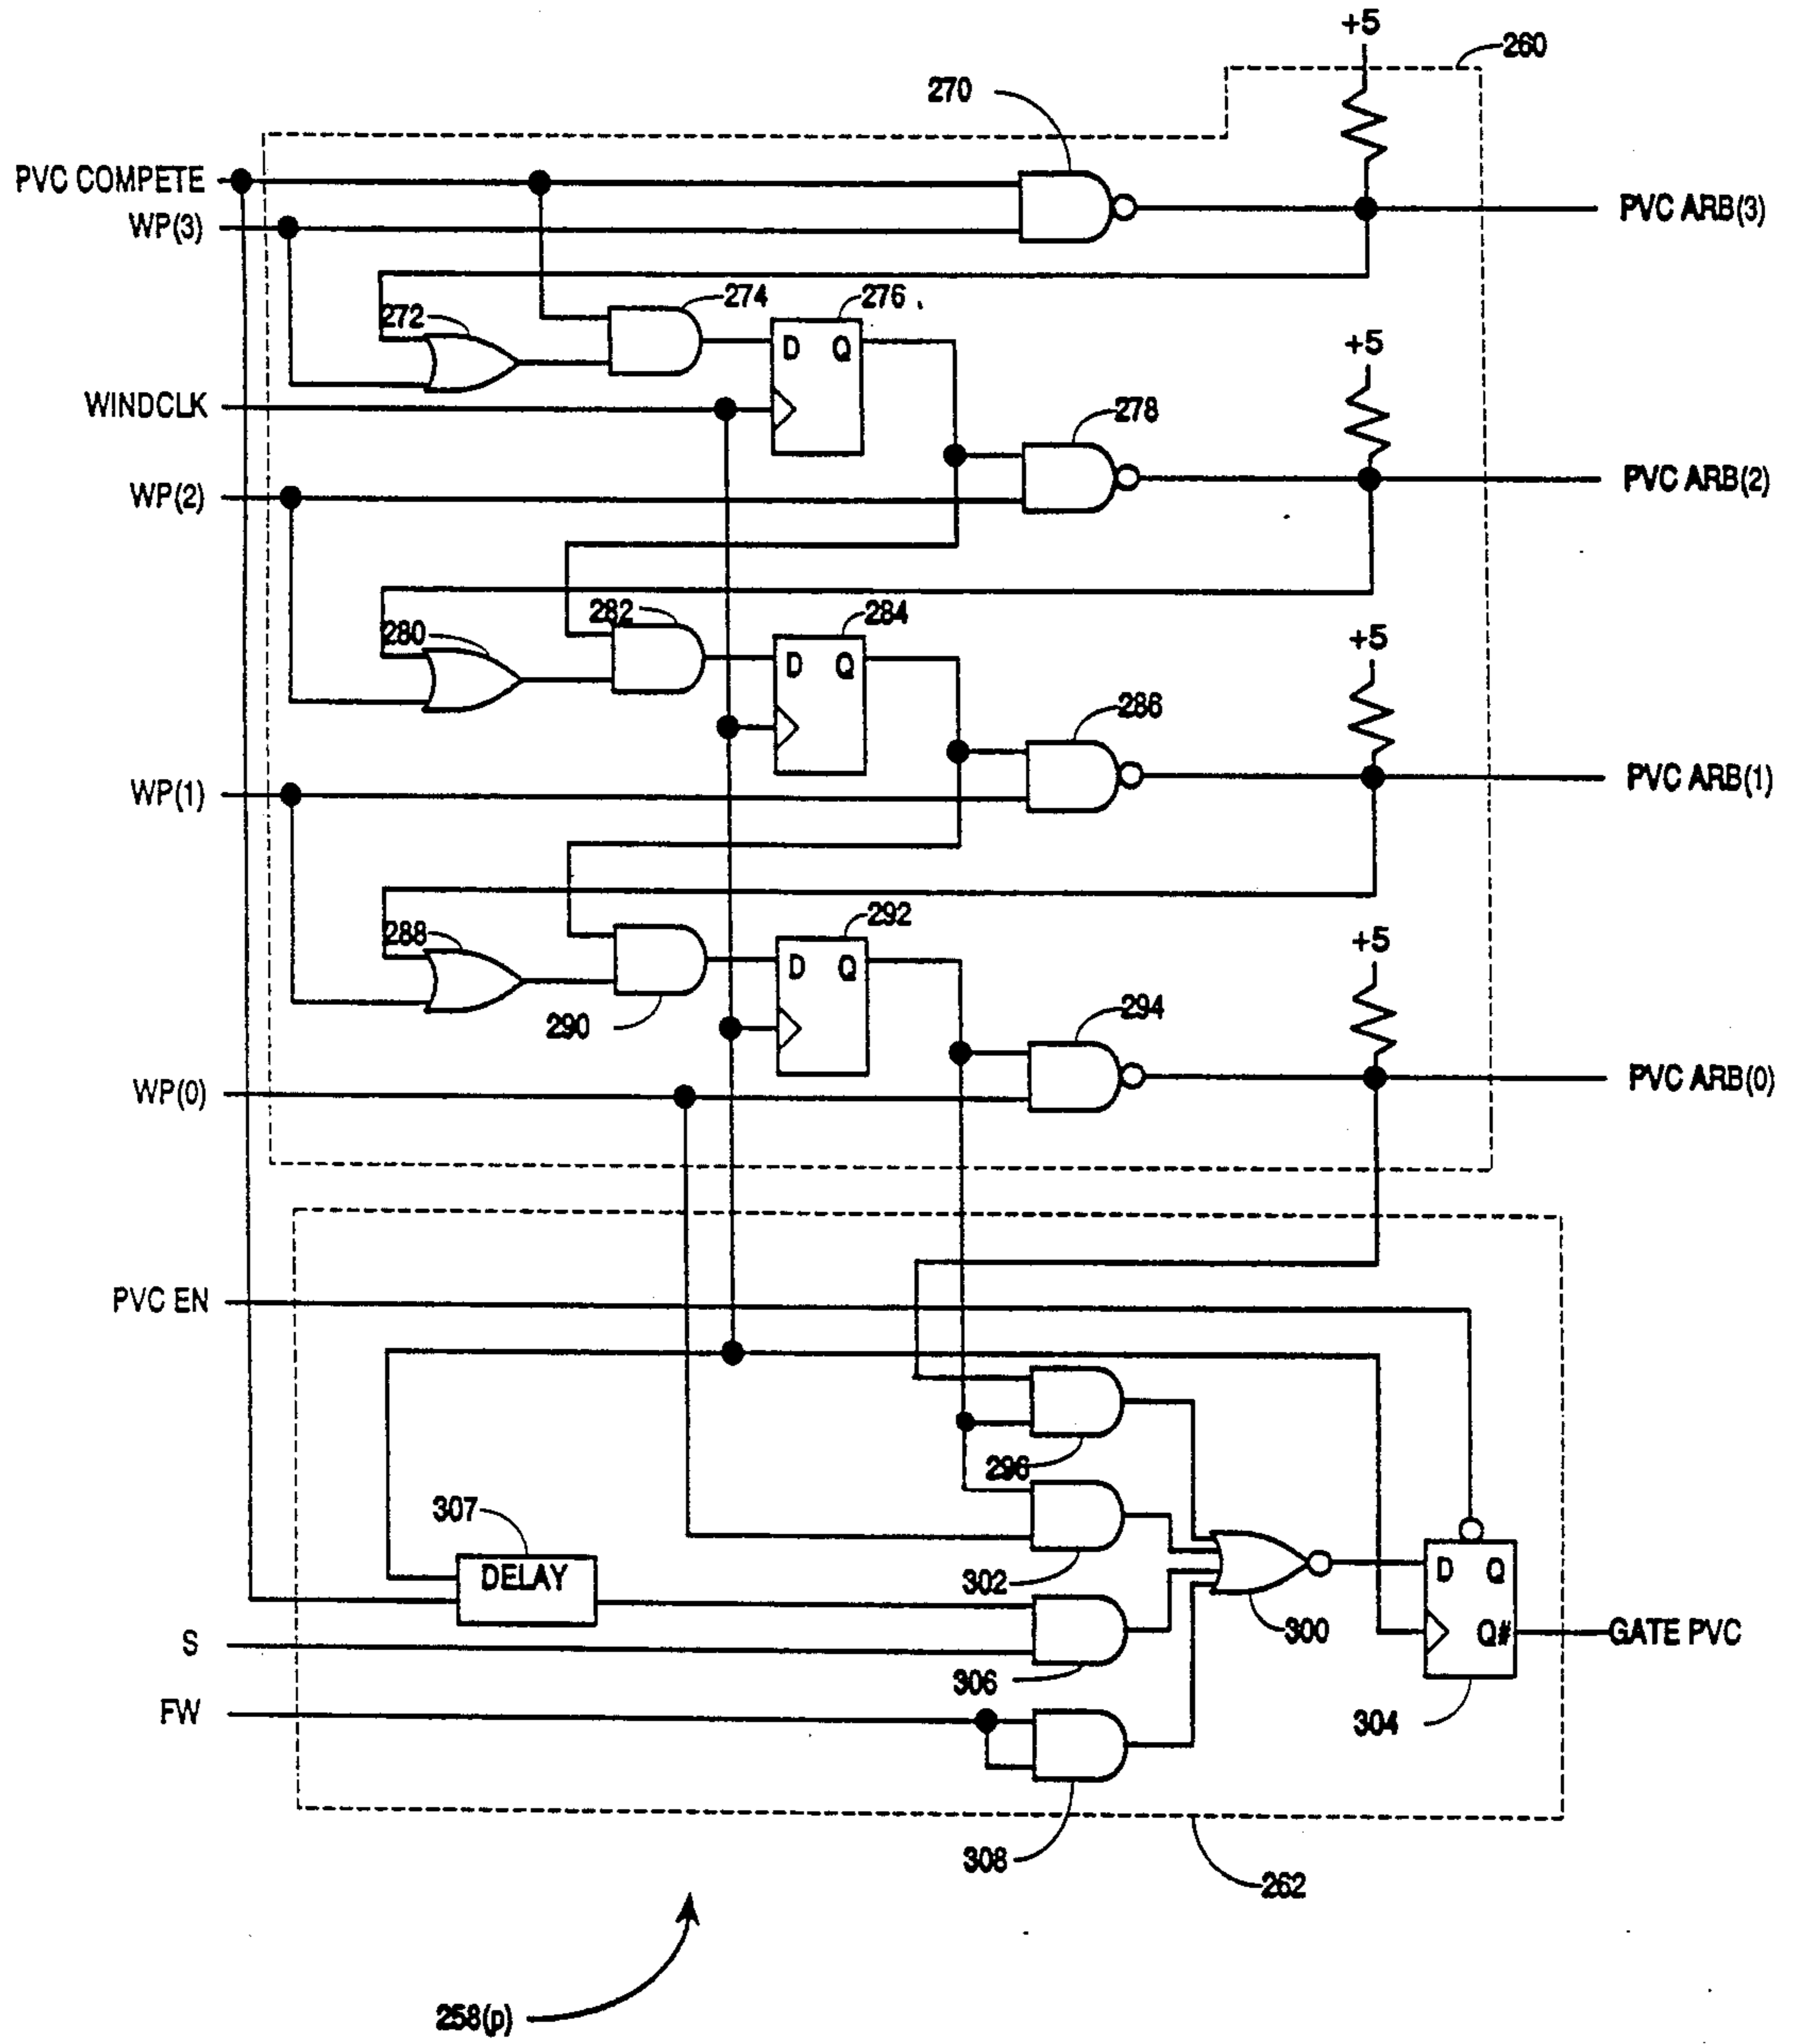 +5
260
270
PVC COMPETE
WP(3)
PVC ARB(3)
272
274
276
+5
WINDCLK
278
WP(2)
PVC ARB(2)
280
282
284
D Q
+5
286
WP(1)
PVC ARB(1)
D Q
288
292
+5
290
D Q
294
WP(0)
PVC ARB(0)
PVC EN
296
307
DELAY
302
D Q
S
306
300
Q#
GATE PVC
FW
304
308
262
258(p)